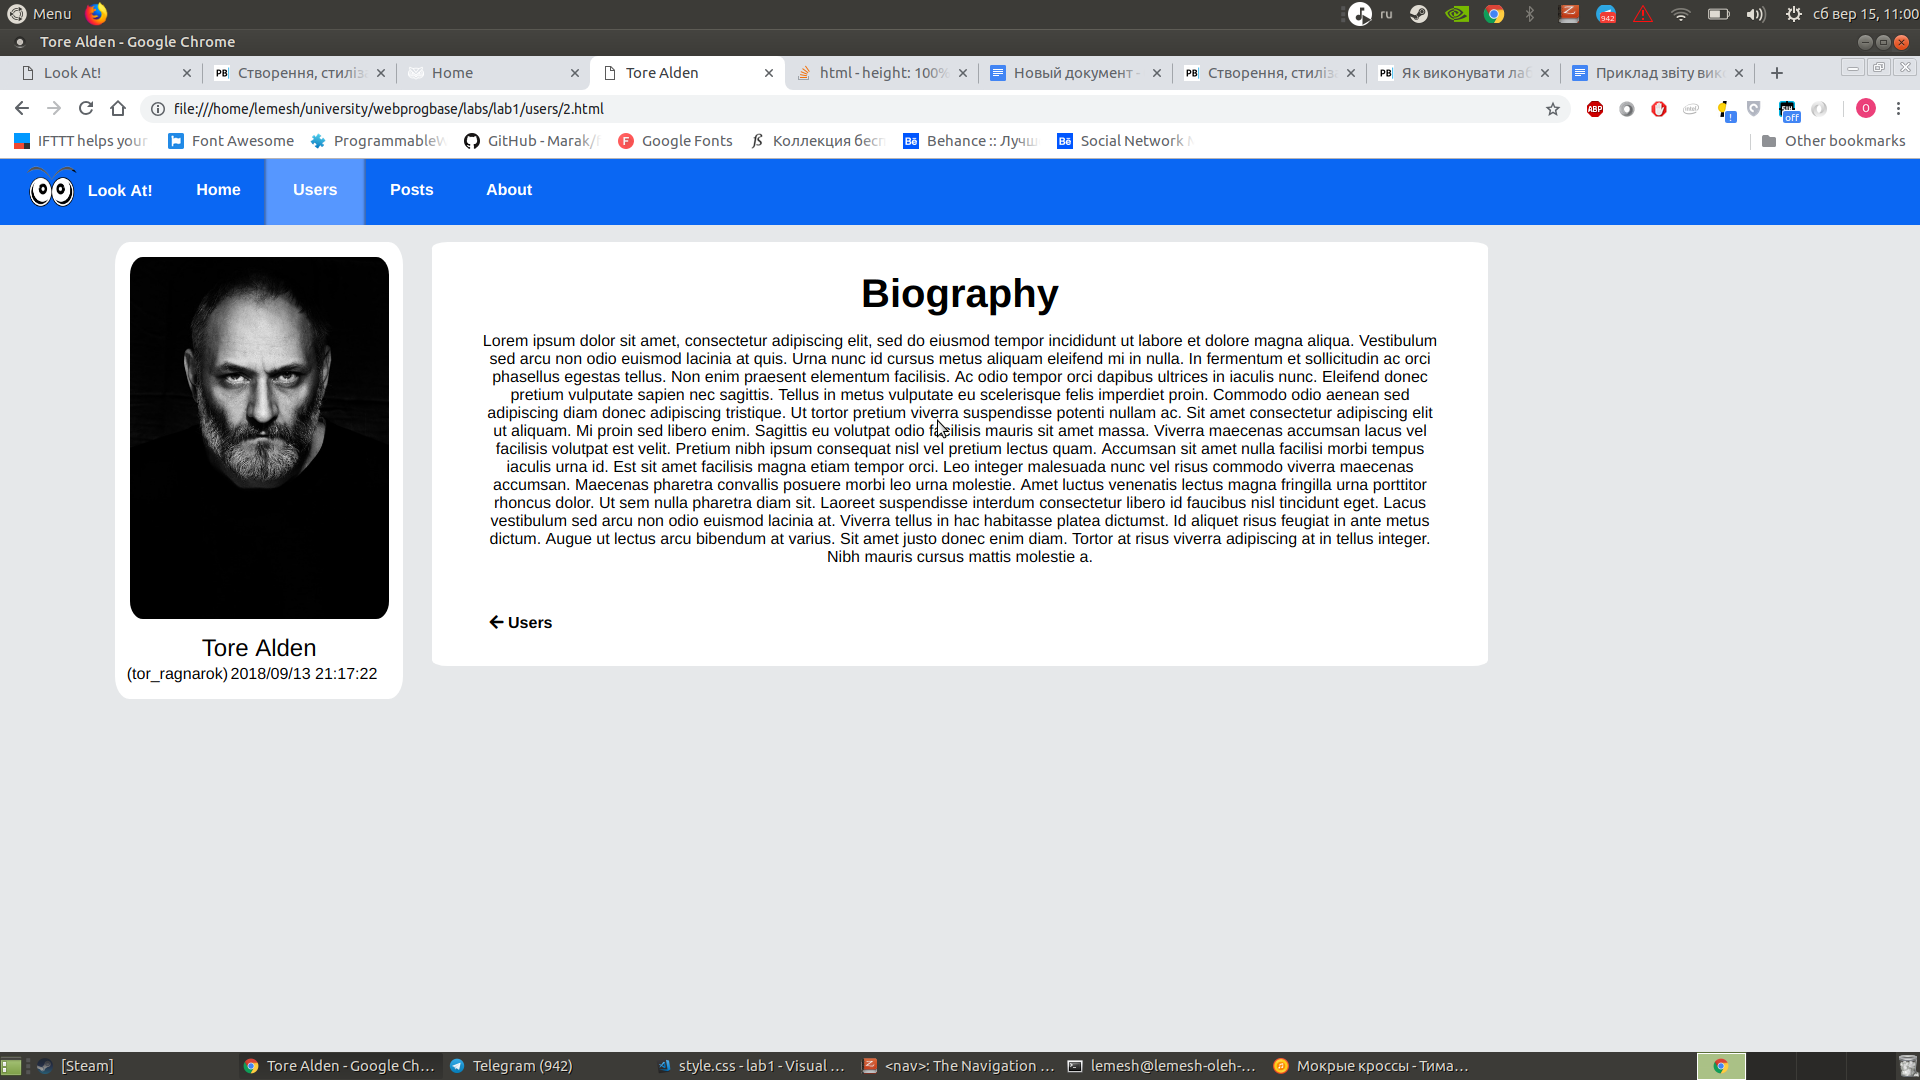 Menu
ru
942
сб вер 15, 11:00
Tore Alden - Google Chrome
Look At!
PB Створення, стиліз
Home
Tore Alden
html - height: 100%
Новый документ -
PB Створення, стиліз
PB Як виконувати лаб
Приклад звіту вик
file:///home/lemesh/university/webprogbase/labs/lab1/users/2.html
ABP
off
O
IFTTT helps your
Font Awesome
ProgrammableW
GitHub - Marak/f
F Google Fonts
fs Коллекция бесп
Bē Behance :: Лучш
Bē Social Network
Other bookmarks
Look At!
Home
Users
Posts
About
Biography
Lorem ipsum dolor sit amet, consectetur adipiscing elit, sed do eiusmod tempor incididunt ut labore et dolore magna aliqua. Vestibulum
sed arcu non odio euismod lacinia at quis. Urna nunc id cursus metus aliquam eleifend mi in nulla. In fermentum et sollicitudin ac orci
phasellus egestas tellus. Non enim praesent elementum facilisis. Ac odio tempor orci dapibus ultrices in iaculis nunc. Eleifend donec
pretium vulputate sapien nec sagittis. Tellus in metus vulputate eu scelerisque felis imperdiet proin. Commodo odio aenean sed
adipiscing diam donec adipiscing tristique. Ut tortor pretium viverra suspendisse potenti nullam ac. Sit amet consectetur adipiscing elit
ut aliquam. Mi proin sed libero enim. Sagittis eu volutpat odio facilisis mauris sit amet massa. Viverra maecenas accumsan lacus vel
facilisis volutpat est velit. Pretium nibh ipsum consequat nisl vel pretium lectus quam. Accumsan sit amet nulla facilisi morbi tempus
iaculis urna id. Est sit amet facilisis magna etiam tempor orci. Leo integer malesuada nunc vel risus commodo viverra maecenas
accumsan. Maecenas pharetra convallis posuere morbi leo urna molestie. Amet luctus venenatis lectus magna fringilla urna porttitor
rhoncus dolor. Ut sem nulla pharetra diam sit. Laoreet suspendisse interdum consectetur libero id faucibus nisl tincidunt eget. Lacus
vestibulum sed arcu non odio euismod lacinia at. Viverra tellus in hac habitasse platea dictumst. Id aliquet risus feugiat in ante metus
dictum. Augue ut lectus arcu bibendum at varius. Sit amet justo donec enim diam. Tortor at risus viverra adipiscing at in tellus integer.
Nibh mauris cursus mattis molestie a.
Users
Tore Alden
(tor_ragnarok) 2018/09/13 21:17:22
[Steam]
Tore Alden - Google Ch...
Telegram (942)
style.css - lab1 - Visual ...
<nav>: The Navigation ...
lemesh@lemesh-oleh-...
Мокрые кроссы - Тима...